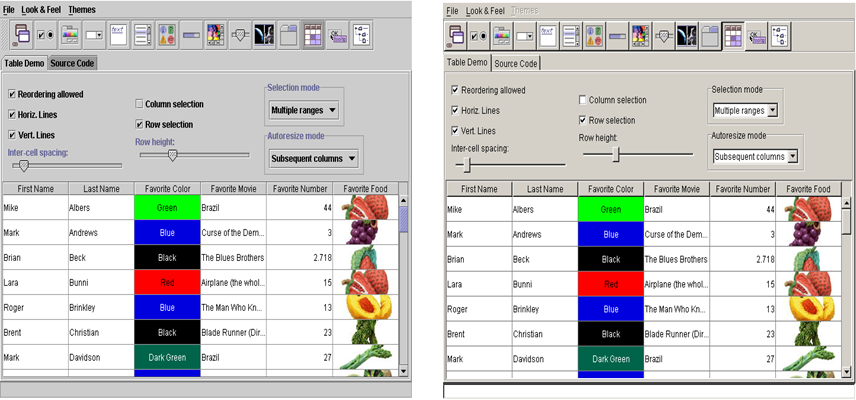 File Look & Feel Themes
text
Table Demo Source Code
Reordering allowed
Horiz. Lines
Vert. Lines
Inter-cell spacing:
Column selection
Row selection
Row height:
Selection mode
Multiple ranges
Autoresize mode
Subsequent columns
First Name Last Name Favorite Color Favorite Movie Favorite Number Favorite Food
Mike Albers Green Brazil 44
Mark Andrews Blue Curse of the Dem... 3
Brian Beck Black The Blues Brothers 2.718
Lara Bunni Red Airplane (the whol... 15
Roger Brinkley Blue The Man Who Kn... 13
Brent Christian Black Blade Runner (Dir... 23
Mark Davidson Dark Green Brazil 27
File Look & Feel Themes
text
Table Demo Source Code
Reordering allowed
Horiz. Lines
Vert. Lines
Inter-cell spacing:
Column selection
Row selection
Row height:
Selection mode
Multiple ranges
Autoresize mode
Subsequent columns
First Name Last Name Favorite Color Favorite Movie Favorite Number Favorite Food
Mike Albers Green Brazil 44
Mark Andrews Blue Curse of the Dem... 3
Brian Beck Black The Blues Brothers 2.718
Lara Bunni Red Airplane (the whol... 15
Roger Brinkley Blue The Man Who Kn... 13
Brent Christian Black Blade Runner (Dir... 23
Mark Davidson Dark Green Brazil 27